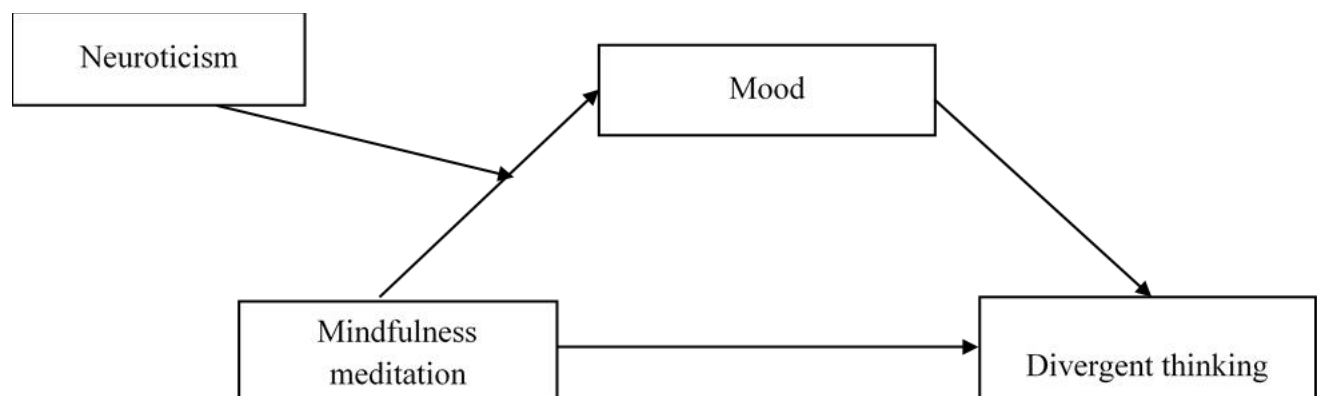 Neuroticism
Mood
Mindfulness
meditation
Divergent thinking